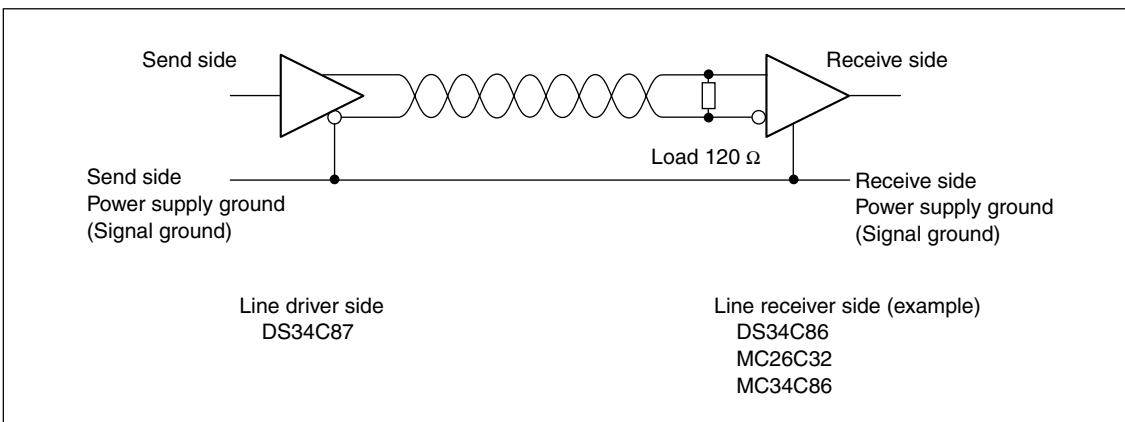 Send side
Receive side
Load 120 Ω
Send side
Power supply ground
(Signal ground)
Receive side
Power supply ground
(Signal ground)
Line driver side
DS34C87
Line receiver side (example)
DS34C86
MC26C32
MC34C86